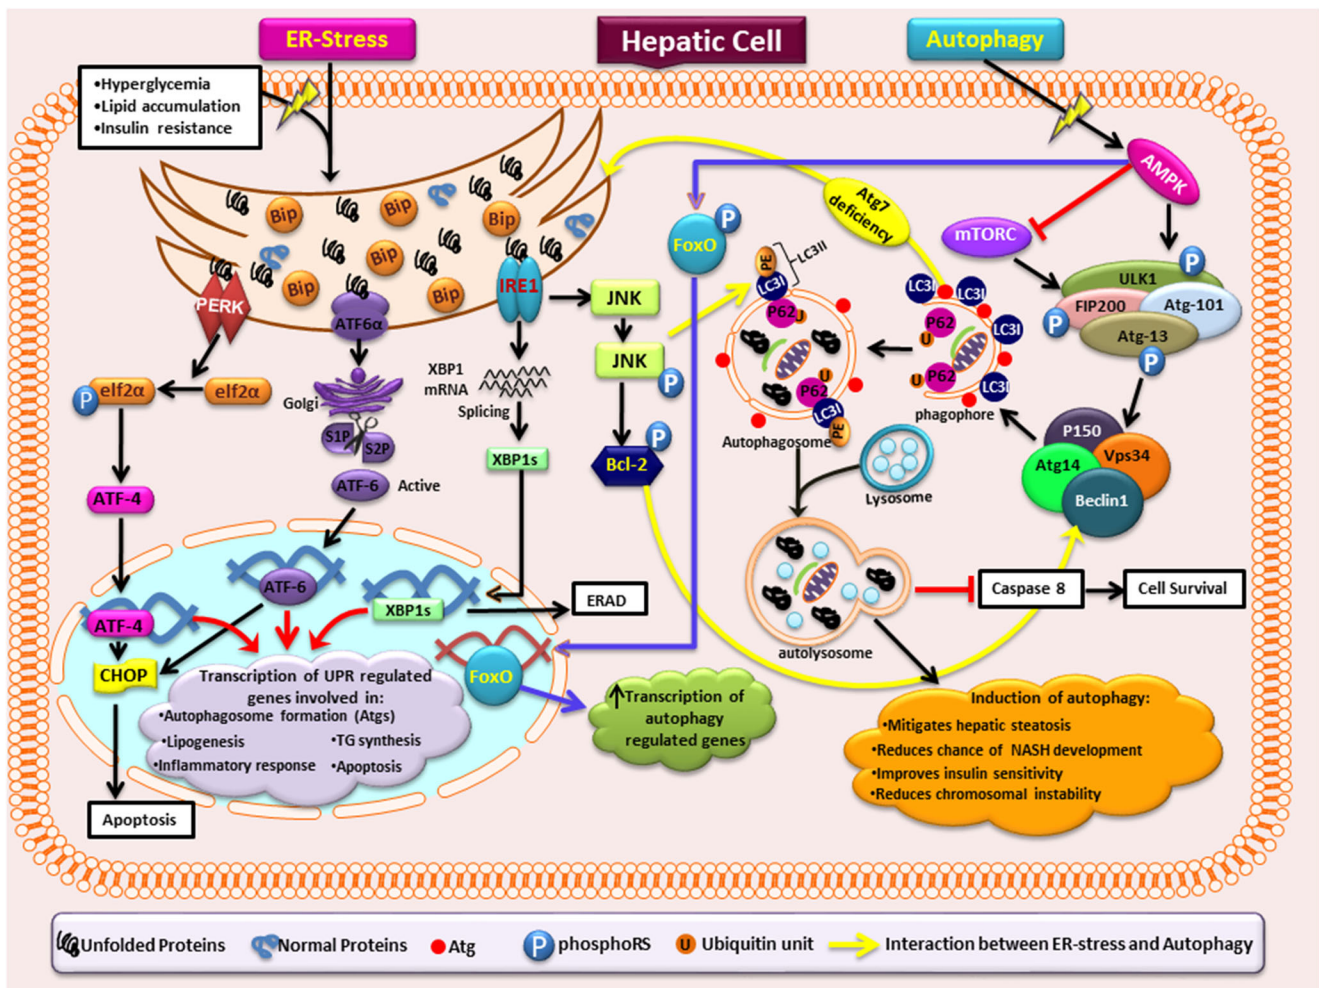 ER-Stress
Hepatic Cell
Autophagy
•Hyperglycemia
•Lipid accumulation
•Insulin resistance
Bip
Bip
Bip
Bip
Bip
Bip
PERK
ATF6α
IRE1
JNK
JNK
P
Bcl-2
P
XBP1
mRNA
Splicing
XBP1s
eIf2α
P
eIf2α
Golgi
S1P
S2P
ATF-6
Active
ATF-4
ATF-6
XBP1s
ERAD
ATF-4
CHOP
Apoptosis
Transcription of UPR regulated
genes involved in:
•Autophagosome formation (Atgs)
•Lipogenesis
•TG synthesis
•Inflammatory response
•Apoptosis
FoxO
↑Transcription of
autophagy
regulated genes
FoxO
P
Atg7
deficiency
AMPK
mTORC
P
ULK1
FIP200
Atg-101
P
Atg-13
P
P150
Atg14
Vps34
Beclin1
PE
LC3I
LC3II
P62
U
U
P62
LC3I
PE
Autophagosome
LC3I
LC3I
P62
U
LC3I
U
P62
LC3I
phagophore
Lysosome
autolysosome
Caspase 8
Cell Survival
Induction of autophagy:
•Mitigates hepatic steatosis
•Reduces chance of NASH development
•Improves insulin sensitivity
•Reduces chromosomal instability
Unfolded Proteins
Normal Proteins
Atg
P phosphoRS
U Ubiquitin unit
Interaction between ER-stress and Autophagy